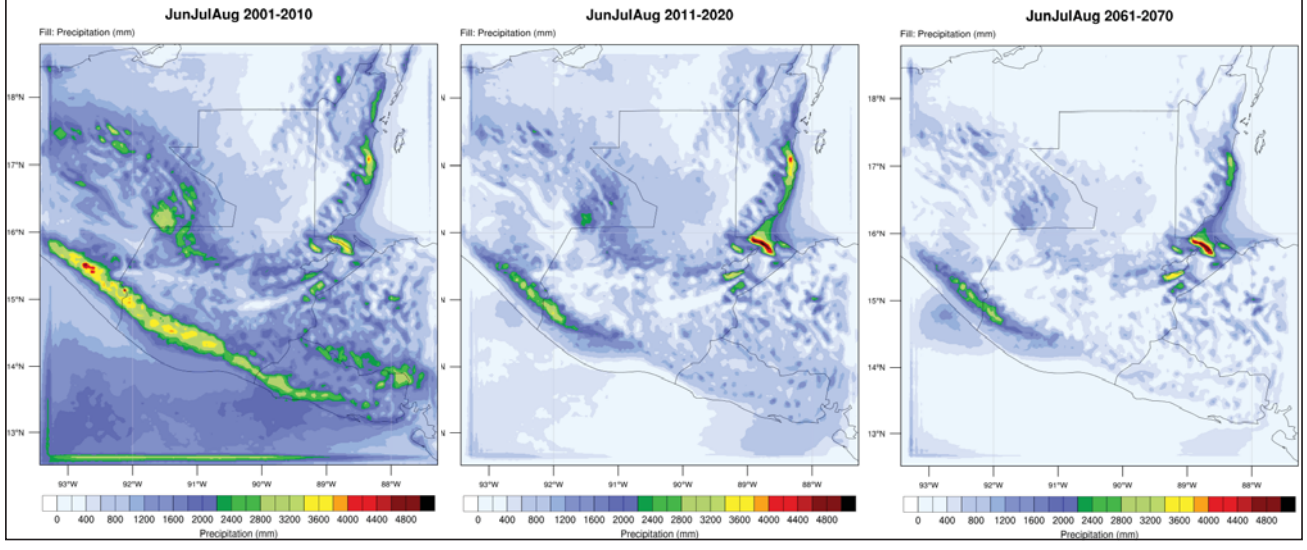 JunJulAug 2001-2010
Fill: Precipitation (mm)
18°N
17°N
16°N
15°N
14°N
13°N
93°W 92°W 91°W 90°W 89°W 88°W
0 400 800 1200 1600 2000 2400 2800 3200 3600 4000 4400 4800
Precipitation (mm)
JunJulAug 2011-2020
Fill: Precipitation (mm)
N
N
N
N
N
N
93°W 92°W 91°W 90°W 89°W 88°W
0 400 800 1200 1600 2000 2400 2800 3200 3600 4000 4400 4800
Precipitation (mm)
JunJulAug 2061-2070
Fill: Precipitation (mm)
18°N
17°N
16°N
15°N
14°N
13°N
93°W 92°W 91°W 90°W 89°W 88°W
0 400 800 1200 1600 2000 2400 2800 3200 3600 4000 4400 4800
Precipitation (mm)